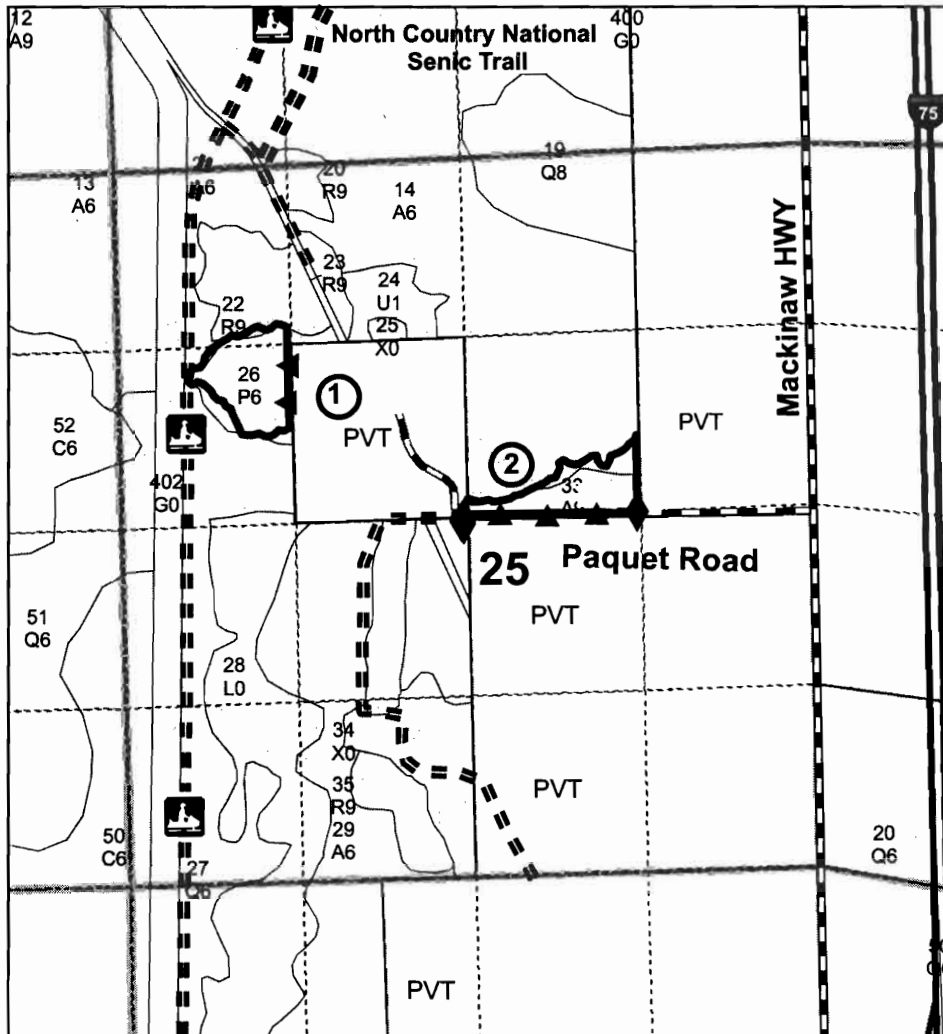 12
A9
North Country National
Senic Trail
400
G0
75
19
Q8
20
R9
13
A6
14
A6
23
R9
24
U1
25
X0
22
R9
Mackinaw HWY
26
P6
1
PVT
PVT
52
C6
2
402
G0
25
Paquet Road
51
Q6
PVT
28
L0
34
X0
35
R9
29
A6
PVT
50
C6
20
Q6
27
Q6
PVT